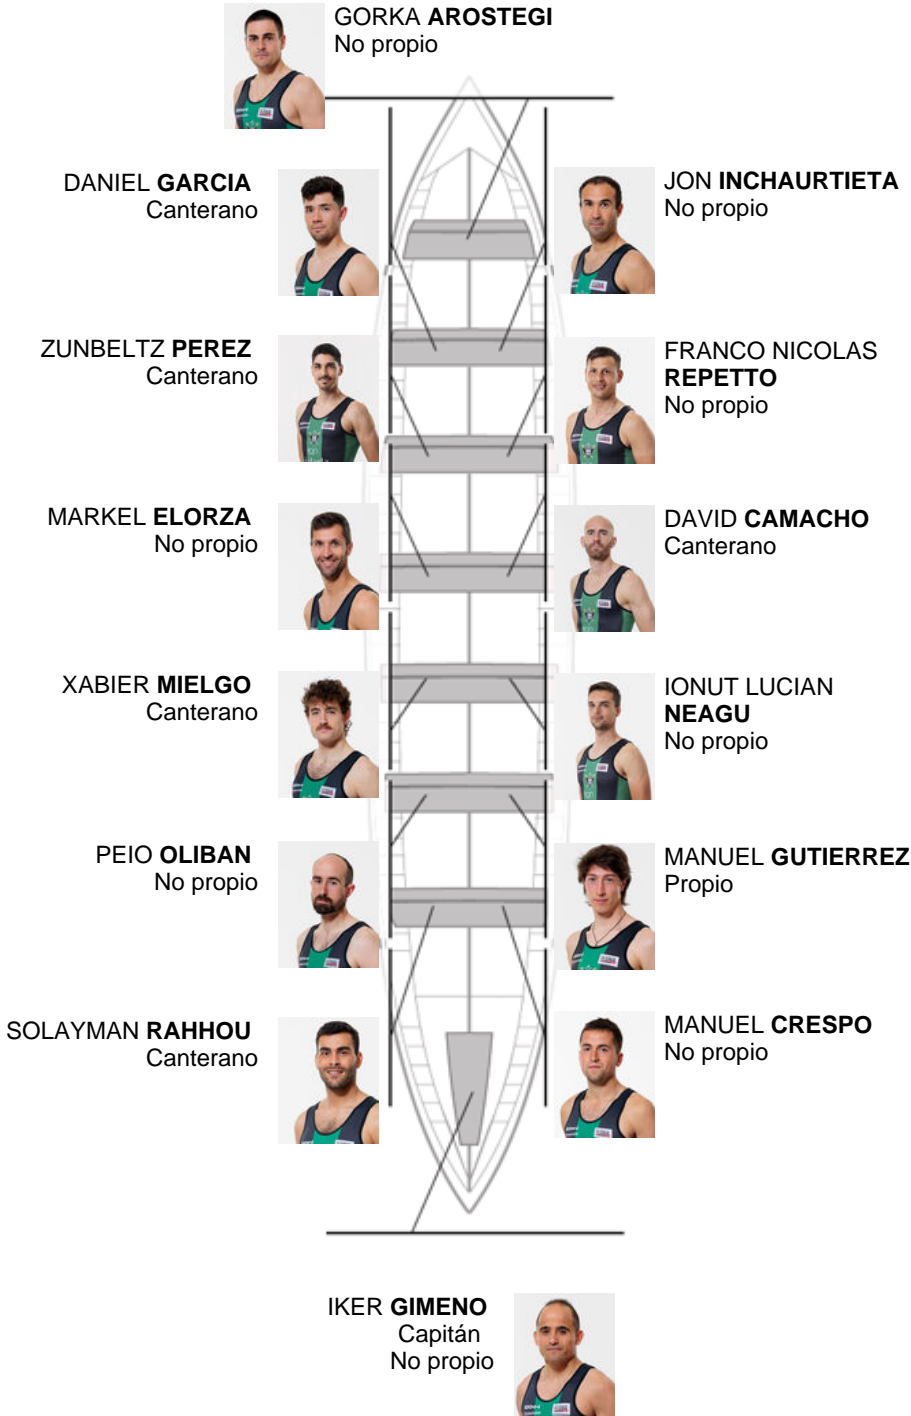 GORKA AROSTEGI
No propio
DANIEL GARCIA
Canterano
JON INCHAURTIETA
No propio
ZUNBELTZ PEREZ
Canterano
FRANCO NICOLAS
REPETTO
No propio
MARKEL ELORZA
No propio
DAVID CAMACHO
Canterano
XABIER MIELGO
Canterano
IONUT LUCIAN
NEAGU
No propio
PEIO OLIBAN
No propio
MANUEL GUTIERREZ
Propio
SOLAYMAN RAHHOU
Canterano
MANUEL CRESPO
No propio
IKER GIMENO
Capitán
No propio